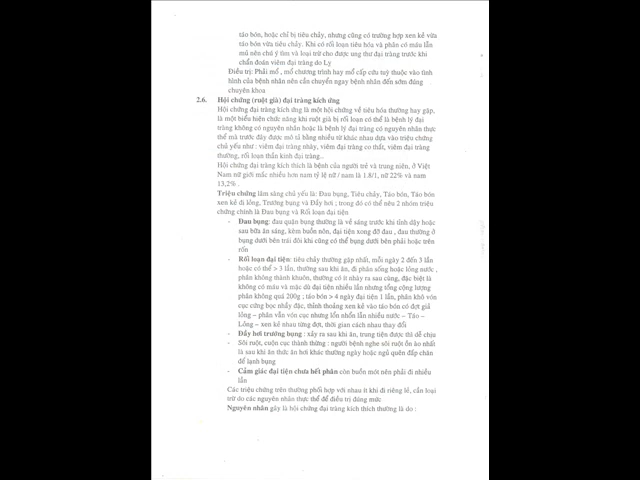 táo bón, hoặc chỉ bị tiêu chảy, nhưng cũng có trường hợp xen kẻ vừa
táo bón vừa tiêu chảy. Khi có rối loạn tiêu hóa và phân có máu lẫn
mủ nên chú ý tìm và loại trừ cho được ung thư đại tràng trước khi
chẩn đoán viêm đại tràng do Ly
Điều trị: Phải mổ, mổ chương trình hay mổ cấp cứu tuỳ thuộc vào tình
hình của bệnh nhân nên cần chuyển ngay bệnh nhân đến sớm đúng
chuyên khoa
2.6. Hội chứng (ruột già) đại tràng kích ứng
Hội chứng đại tràng kích ứng là một hội chứng về tiêu hóa thường hay gặp,
là một biểu hiện chức năng khi ruột già bị rối loạn có thể là bệnh lý đại
tràng không có nguyên nhân hoặc là bệnh lý đại tràng có nguyên nhân thực
thể mà trước đây được mô tả bằng nhiều từ khác nhau dựa vào triệu chứng
chủ yếu như : viêm đại tràng nhày, viêm đại tràng co thắt, viêm đại tràng
thường, rối loạn thần kinh đại tràng..
Hội chứng đại tràng kích thích là bệnh của người trẻ và trung niên, ở Việt
Nam nữ giới mắc nhiều hơn nam tỷ lệ nữ / nam là 1.8/1, nữ 22% và nam
13,2% .
Triệu chứng lâm sàng chủ yếu là: Đau bụng, Tiêu chảy, Táo bón, Táo bón
xen kẻ đi lỏng, Trướng bụng và Đầy hơi ; trong đó có thể nêu 2 nhóm triệu
chứng chính là Đau bụng và Rối loạn đại tiện
- Đau bụng: đau quặn bụng thường là về sáng trước khi tỉnh dậy hoặc
sau bữa ăn sáng, kèm buồn nôn, đại tiện xong đỡ đau , đau thường ở
bụng dưới bên trái đôi khi cũng có thể bụng dưới bên phải hoặc trên
rốn
- Rối loạn đại tiện: tiêu chảy thường gặp nhất, mỗi ngày 2 đến 3 lần
hoặc có thể > 3 lần, thường sau khi ăn, đi phân sống hoặc lỏng nước ,
phân không thành khuôn, thường có ít nhày ra sau cùng, đặc biệt là
không có máu và mặc dù đại tiện nhiều lần nhưng tổng cộng lượng
phân không quá 200g ; táo bón > 4 ngày đại tiện 1 lần, phân khô vón
cục cứng bọc nhầy đặc, thỉnh thoảng xen kẻ vào táo bón có đợt giả
lỏng – phân vẫn vón cục nhưng lổn nhổn lẫn nhiều nước – Táo –
Lỏng – xen kẻ nhau từng đợt, thời gian cách nhau thay đổi
- Đầy hơi trướng bụng : xảy ra sau khi ăn, trung tiện được thì dễ chịu
- Sôi ruột, cuộn cục thành thừng : người bệnh nghe sôi ruột ồn ào nhất
là sau khi ăn thức ăn hơi khác thường ngày hoặc ngủ quên đắp chăn
để lạnh bụng
- Cảm giác đại tiện chưa hết phân còn buồn mót nên phải đi nhiều
lần
Các triệu chứng trên thường phối hợp với nhau ít khi đi riêng lẻ, cần loại
trừ do các nguyên nhân thực thể để điều trị đúng mức
Nguyên nhân gây là hội chứng đại tràng kích thích thường là do :